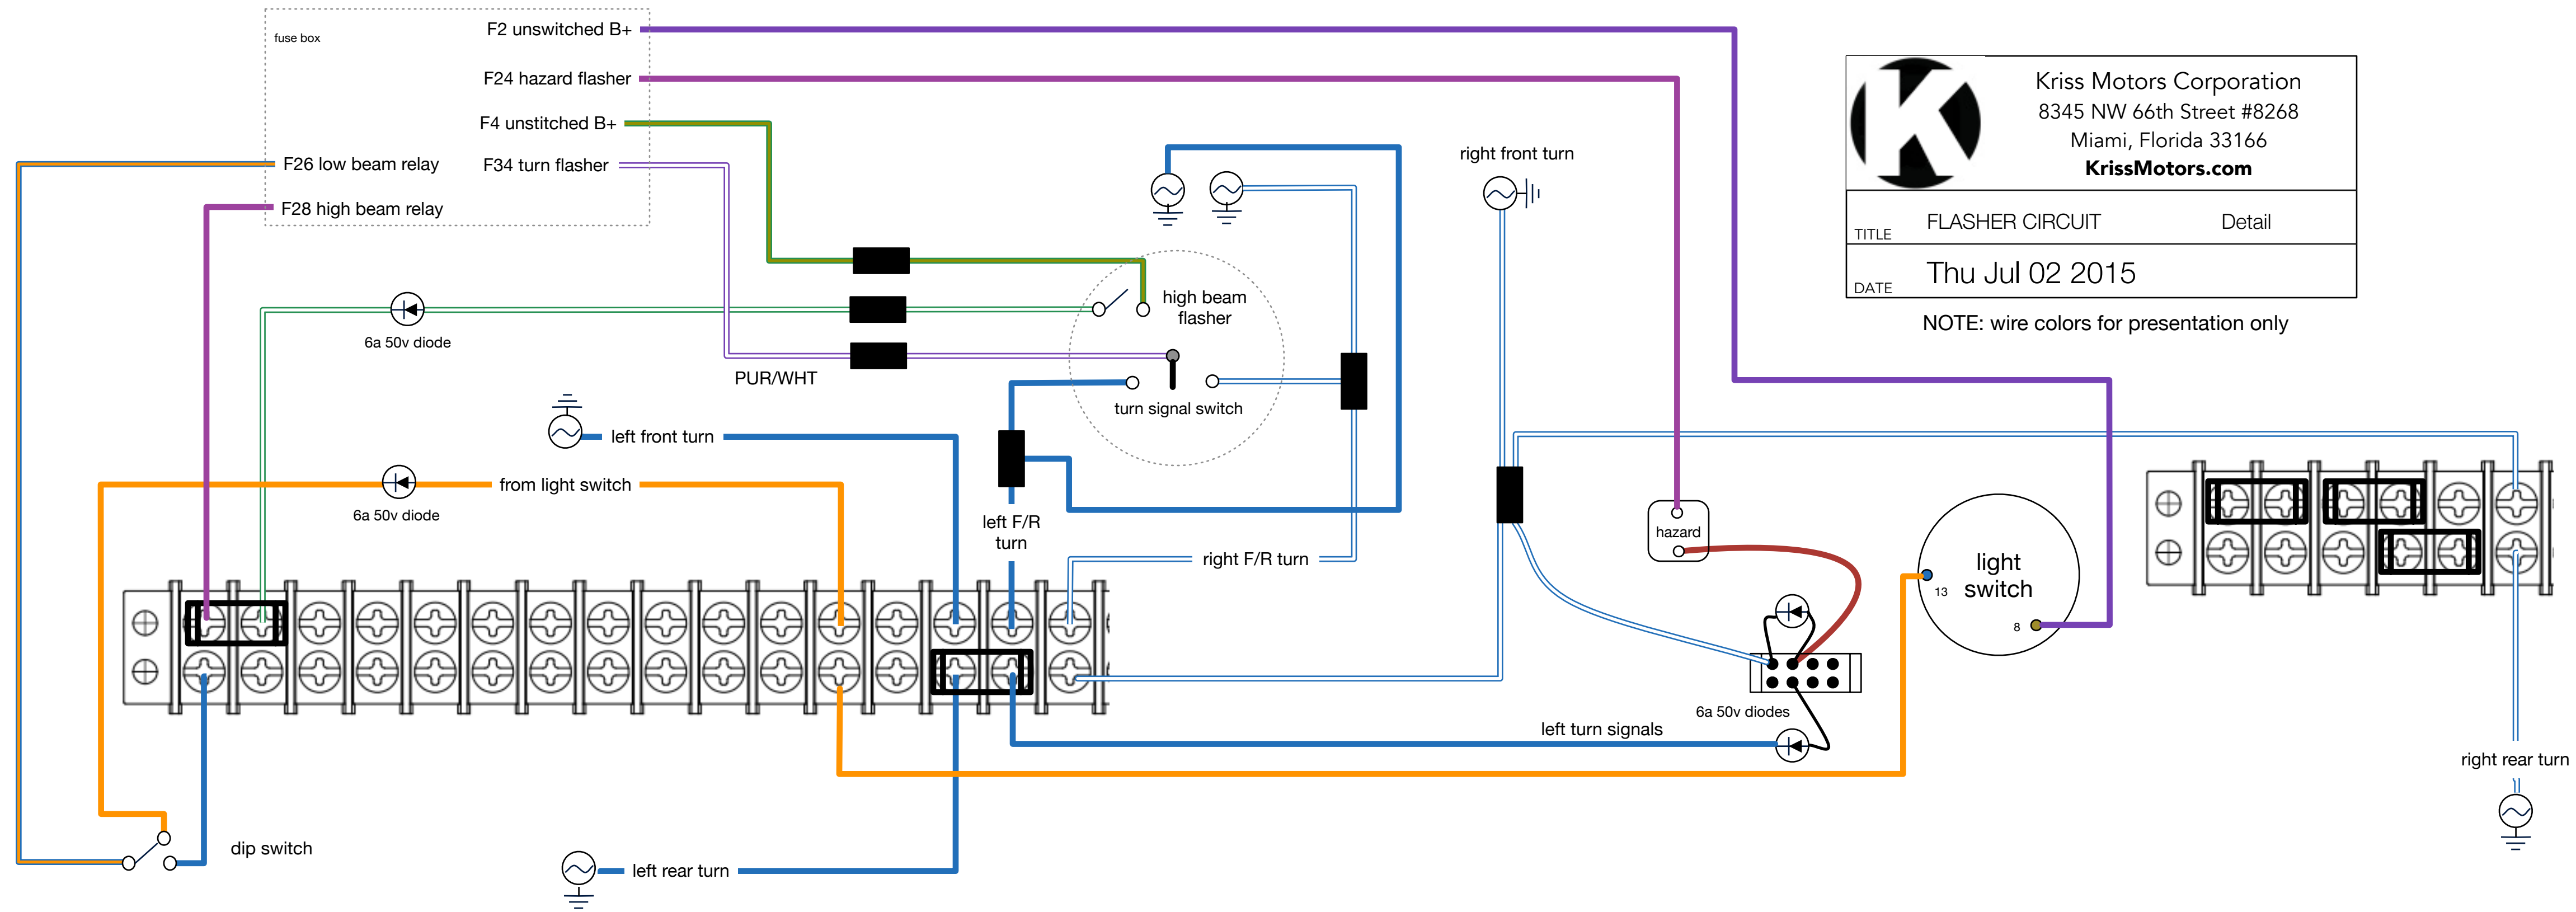 fuse box
F2 unswitched B+
F24 hazard flasher
F4 unstitched B+
F26 low beam relay
F34 turn flasher
F28 high beam relay
K
Kriss Motors Corporation
8345 NW 66th Street #8268
Miami, Florida 33166
KrissMotors.com
TITLE
FLASHER CIRCUIT
Detail
DATE
Thu Jul 02 2015
NOTE: wire colors for presentation only
right front turn
high beam
flasher
6a 50v diode
PUR/WHT
turn signal switch
left front turn
from light switch
6a 50v diode
left F/R
turn
right F/R turn
hazard
light
switch
13
8
6a 50v diodes
left turn signals
right rear turn
dip switch
left rear turn